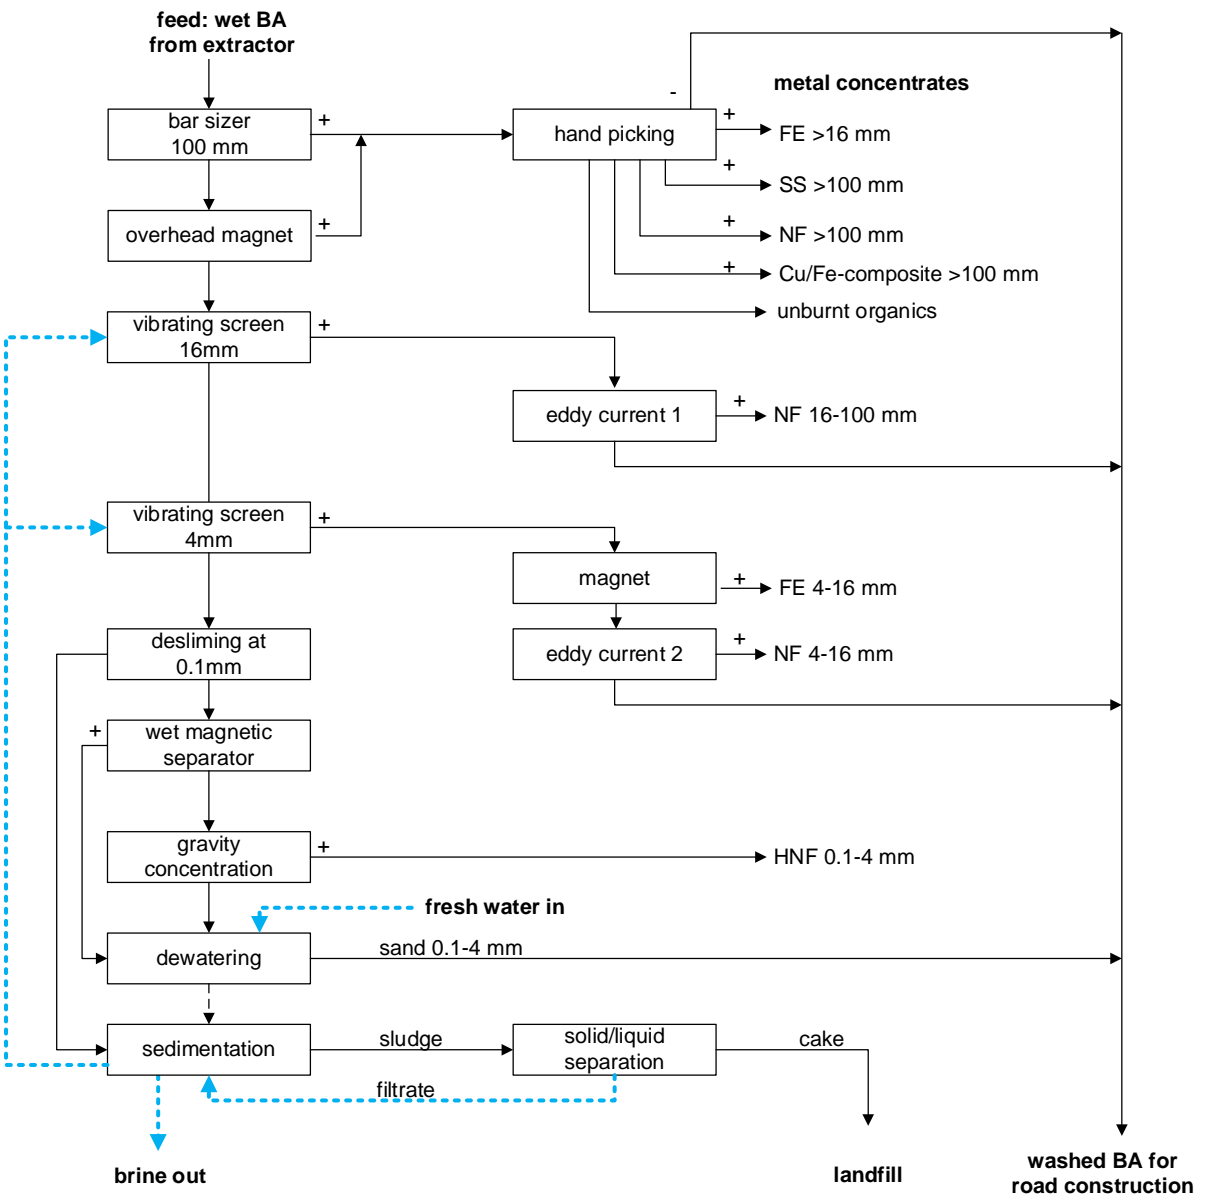 feed: wet BA
from extractor
-
metal concentrates
bar sizer
100 mm
+
hand picking
+
FE >16 mm
+
SS >100 mm
overhead magnet
+
+
NF >100 mm
+
Cu/Fe-composite >100 mm
unburnt organics
vibrating screen
16mm
+
eddy current 1
+
NF 16-100 mm
vibrating screen
4mm
+
magnet
+
FE 4-16 mm
desliming at
0.1mm
eddy current 2
+
NF 4-16 mm
+
wet magnetic
separator
gravity
concentration
+
HNF 0.1-4 mm
fresh water in
dewatering
sand 0.1-4 mm
sedimentation
sludge
solid/liquid
separation
cake
filtrate
brine out
landfill
washed BA for
road construction